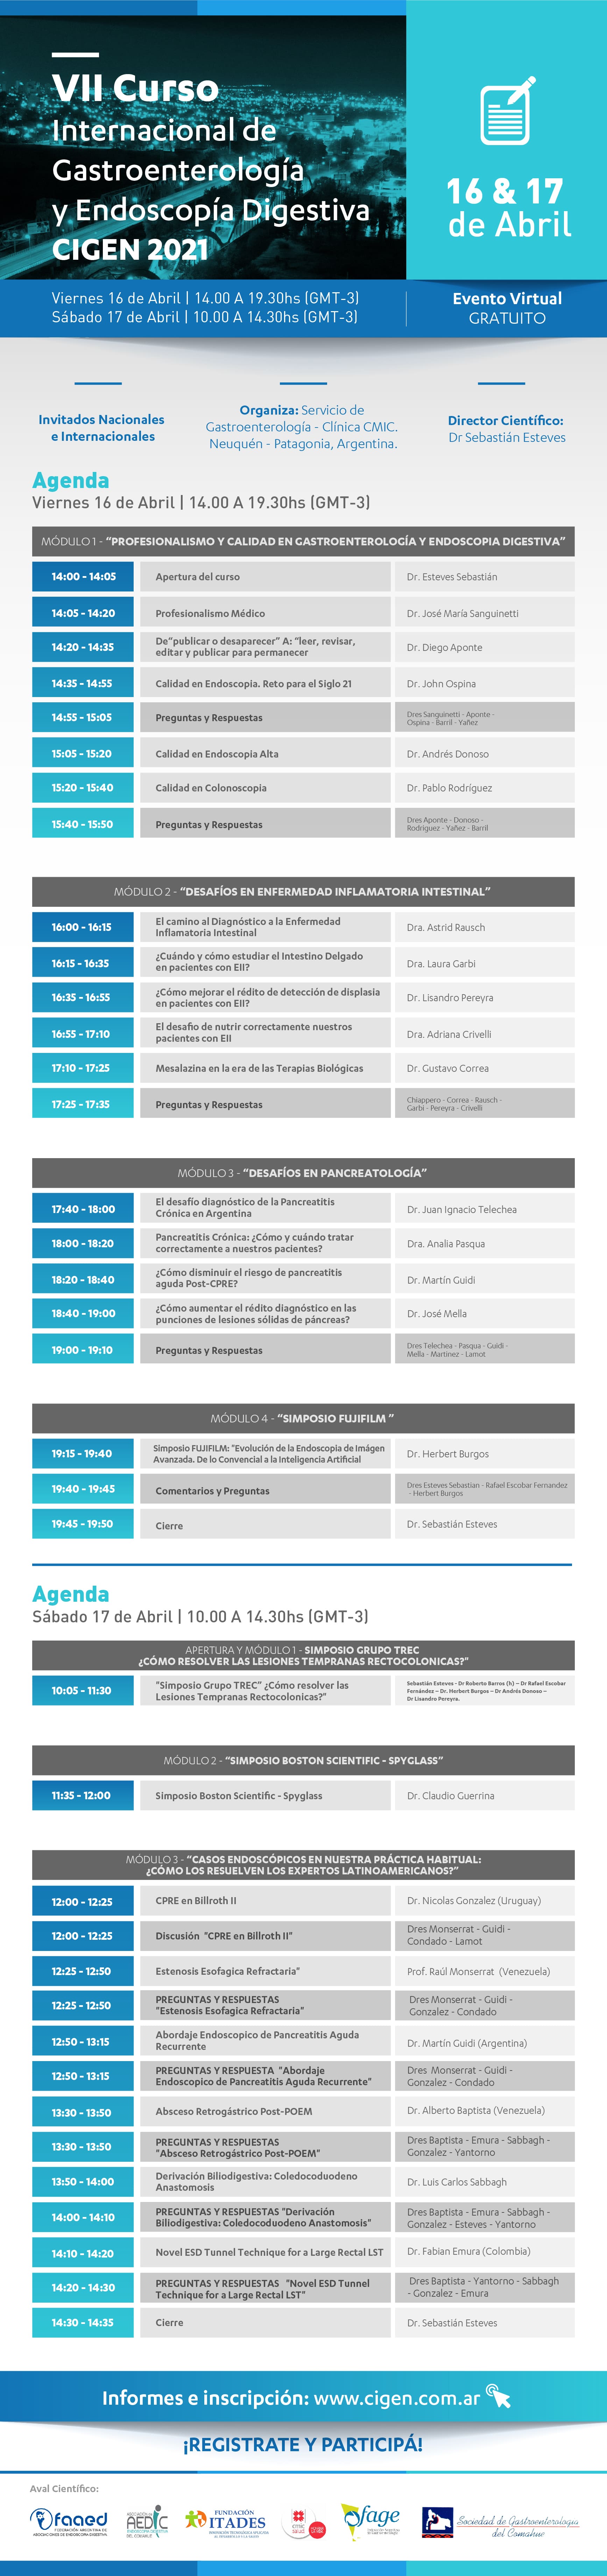 VII Curso
Internacional de
Gastroenterología
y Endoscopía Digestiva
CIGEN 2021
16 & 17
de Abril
Viernes 16 de Abril | 14.00 A 19.30hs (GMT-3)
Sábado 17 de Abril | 10.00 A 14.30hs (GMT-3)
Evento Virtual
GRATUITO
Invitados Nacionales
e Internacionales
Organiza: Servicio de
Gastroenterología - Clínica CMIC.
Neuquén - Patagonia, Argentina.
Director Científico:
Dr Sebastián Esteves
Agenda
Viernes 16 de Abril | 14.00 A 19.30hs (GMT-3)
MÓDULO 1 - “PROFESIONALISMO Y CALIDAD EN GASTROENTEROLOGÍA Y ENDOSCOPIA DIGESTIVA”
14:00 - 14:05 Apertura del curso Dr. Esteves Sebastián
14:05 - 14:20 Profesionalismo Médico Dr. José María Sanguinetti
14:20 - 14:35 De“publicar o desaparecer” A: “leer, revisar,
editar y publicar para permanecer Dr. Diego Aponte
14:35 - 14:55 Calidad en Endoscopia. Reto para el Siglo 21 Dr. John Ospina
14:55 - 15:05 Preguntas y Respuestas Dres Sanguinetti - Aponte -
Ospina - Barril - Yañez
15:05 - 15:20 Calidad en Endoscopia Alta Dr. Andrés Donoso
15:20 - 15:40 Calidad en Colonoscopia Dr. Pablo Rodríguez
15:40 - 15:50 Preguntas y Respuestas Dres Aponte - Donoso -
Rodriguez - Yañez - Barril
MÓDULO 2 - “DESAFÍOS EN ENFERMEDAD INFLAMATORIA INTESTINAL”
16:00 - 16:15 El camino al Diagnóstico a la Enfermedad
Inflamatoria Intestinal Dra. Astrid Rausch
16:15 - 16:35 ¿Cuándo y cómo estudiar el Intestino Delgado
en pacientes con EII? Dra. Laura Garbi
16:35 - 16:55 ¿Cómo mejorar el rédito de detección de displasia
en pacientes con EII? Dr. Lisandro Pereyra
16:55 - 17:10 El desafio de nutrir correctamente nuestros
pacientes con EII Dra. Adriana Crivelli
17:10 - 17:25 Mesalazina en la era de las Terapias Biológicas Dr. Gustavo Correa
17:25 - 17:35 Preguntas y Respuestas Chiappero - Correa - Rausch -
Garbi - Pereyra - Crivelli
MÓDULO 3 - “DESAFÍOS EN PANCREATOLOGÍA”
17:40 - 18:00 El desafío diagnóstico de la Pancreatitis
Crónica en Argentina Dr. Juan Ignacio Telechea
18:00 - 18:20 Pancreatitis Crónica: ¿Cómo y cuándo tratar
correctamente a nuestros pacientes? Dra. Analia Pasqua
18:20 - 18:40 ¿Cómo disminuir el riesgo de pancreatitis
aguda Post-CPRE? Dr. Martín Guidi
18:40 - 19:00 ¿Cómo aumentar el rédito diagnóstico en las
punciones de lesiones sólidas de páncreas? Dr. José Mella
19:00 - 19:10 Preguntas y Respuestas Dres Telechea - Pasqua - Guidi -
Mella - Martínez - Lamot
MÓDULO 4 - “SIMPOSIO FUJIFILM ”
19:15 - 19:40 Simposio FUJIFILM: "Evolución de la Endoscopia de Imágen
Avanzada. De lo Convencial a la Inteligencia Artificial Dr. Herbert Burgos
19:40 - 19:45 Comentarios y Preguntas Dres Esteves Sebastian - Rafael Escobar Fernandez
- Herbert Burgos
19:45 - 19:50 Cierre Dr. Sebastián Esteves
Agenda
Sábado 17 de Abril | 10.00 A 14.30hs (GMT-3)
APERTURA Y MÓDULO 1 - SIMPOSIO GRUPO TREC
¿CÓMO RESOLVER LAS LESIONES TEMPRANAS RECTOCOLONICAS?"
10:05 - 11:30 "Simposio Grupo TREC” ¿Cómo resolver las
Lesiones Tempranas Rectocolonicas?" Sebastián Esteves - Dr Roberto Barros (h) – Dr Rafael Escobar
Fernández – Dr. Herbert Burgos – Dr Andrés Donoso –
Dr Lisandro Pereyra.
MÓDULO 2 - “SIMPOSIO BOSTON SCIENTIFIC - SPYGLASS”
11:35 - 12:00 Simposio Boston Scientific - Spyglass Dr. Claudio Guerrina
MÓDULO 3 - “CASOS ENDOSCÓPICOS EN NUESTRA PRÁCTICA HABITUAL:
¿CÓMO LOS RESUELVEN LOS EXPERTOS LATINOAMERICANOS?”
12:00 - 12:25 CPRE en Billroth II Dr. Nicolas Gonzalez (Uruguay)
12:00 - 12:25 Discusión "CPRE en Billroth II" Dres Monserrat - Guidi -
Condado - Lamot
12:25 - 12:50 Estenosis Esofagica Refractaria" Prof. Raúl Monserrat (Venezuela)
12:25 - 12:50 PREGUNTAS Y RESPUESTAS
"Estenosis Esofagica Refractaria" Dres Monserrat - Guidi -
Gonzalez - Condado
12:50 - 13:15 Abordaje Endoscopico de Pancreatitis Aguda
Recurrente Dr. Martín Guidi (Argentina)
12:50 - 13:15 PREGUNTAS Y RESPUESTA "Abordaje
Endoscopico de Pancreatitis Aguda Recurrente" Dres Monserrat - Guidi -
Gonzalez - Condado
13:30 - 13:50 Absceso Retrogástrico Post-POEM Dr. Alberto Baptista (Venezuela)
13:30 - 13:50 PREGUNTAS Y RESPUESTAS
"Absceso Retrogástrico Post-POEM" Dres Baptista - Emura - Sabbagh -
Gonzalez - Yantorno
13:50 - 14:00 Derivación Biliodigestiva: Coledocoduodeno
Anastomosis Dr. Luis Carlos Sabbagh
14:00 - 14:10 PREGUNTAS Y RESPUESTAS "Derivación
Biliodigestiva: Coledocoduodeno Anastomosis" Dres Baptista - Emura - Sabbagh -
Gonzalez - Esteves - Yantorno
14:10 - 14:20 Novel ESD Tunnel Technique for a Large Rectal LST Dr. Fabian Emura (Colombia)
14:20 - 14:30 PREGUNTAS Y RESPUESTAS "Novel ESD Tunnel
Technique for a Large Rectal LST" Dres Baptista - Yantorno - Sabbagh
- Gonzalez - Emura
14:30 - 14:35 Cierre Dr. Sebastián Esteves
Informes e inscripción: www.cigen.com.ar
¡REGISTRATE Y PARTICIPÁ!
Aval Científico:
faaed
FEDERACIÓN ARGENTINA DE
ASOCIACIONES DE ENDOSCOPÍA DIGESTIVA
AEDIC
DEL COMAHUE
FUNDACIÓN
ITADES
CMIC
fage
Sociedad de Gastroenterología
del Comahue